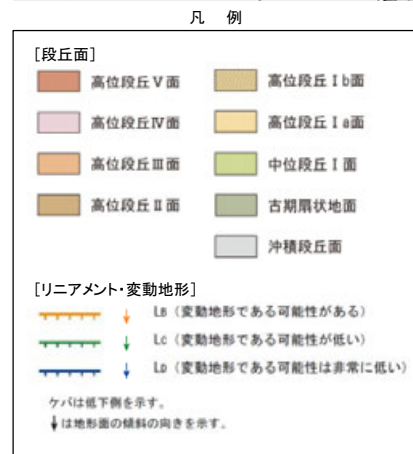 凡 例
[段丘面]
高位段丘Ⅴ面
高位段丘Ⅳ面
高位段丘Ⅲ面
高位段丘Ⅱ面
高位段丘Ⅰb面
高位段丘Ⅰa面
中位段丘Ⅰ面
古期扇状地面
沖積段丘面
[リニアメント・変動地形]
LB（変動地形である可能性がある）
LC（変動地形である可能性が低い）
LD（変動地形である可能性は非常に低い）
ケバは低下側を示す。
↓は地形面の傾斜の向きを示す。